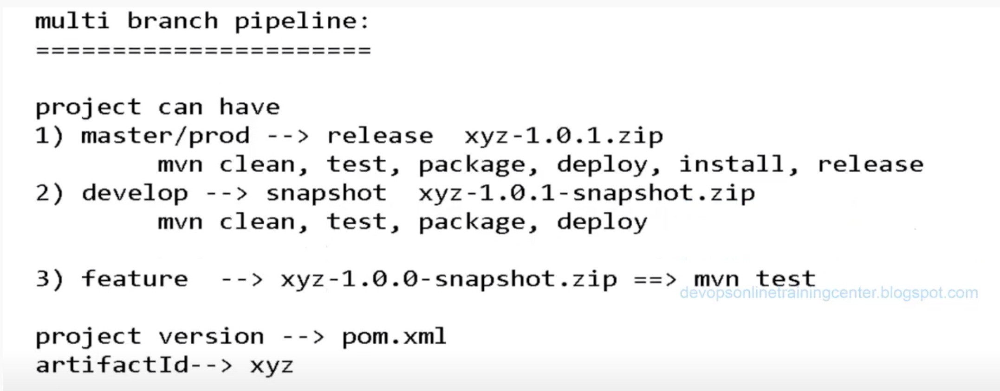 multi branch pipeline:
======================
project can have
1) master/prod --> release  xyz-1.0.1.zip
mvn clean, test, package, deploy, install, release
2) develop --> snapshot  xyz-1.0.1-snapshot.zip
mvn clean, test, package, deploy
3) feature  --> xyz-1.0.0-snapshot.zip ==> mvn test
devopsonlinetrainingcenter.blogspot.com
project version --> pom.xml
artifactId--> xyz